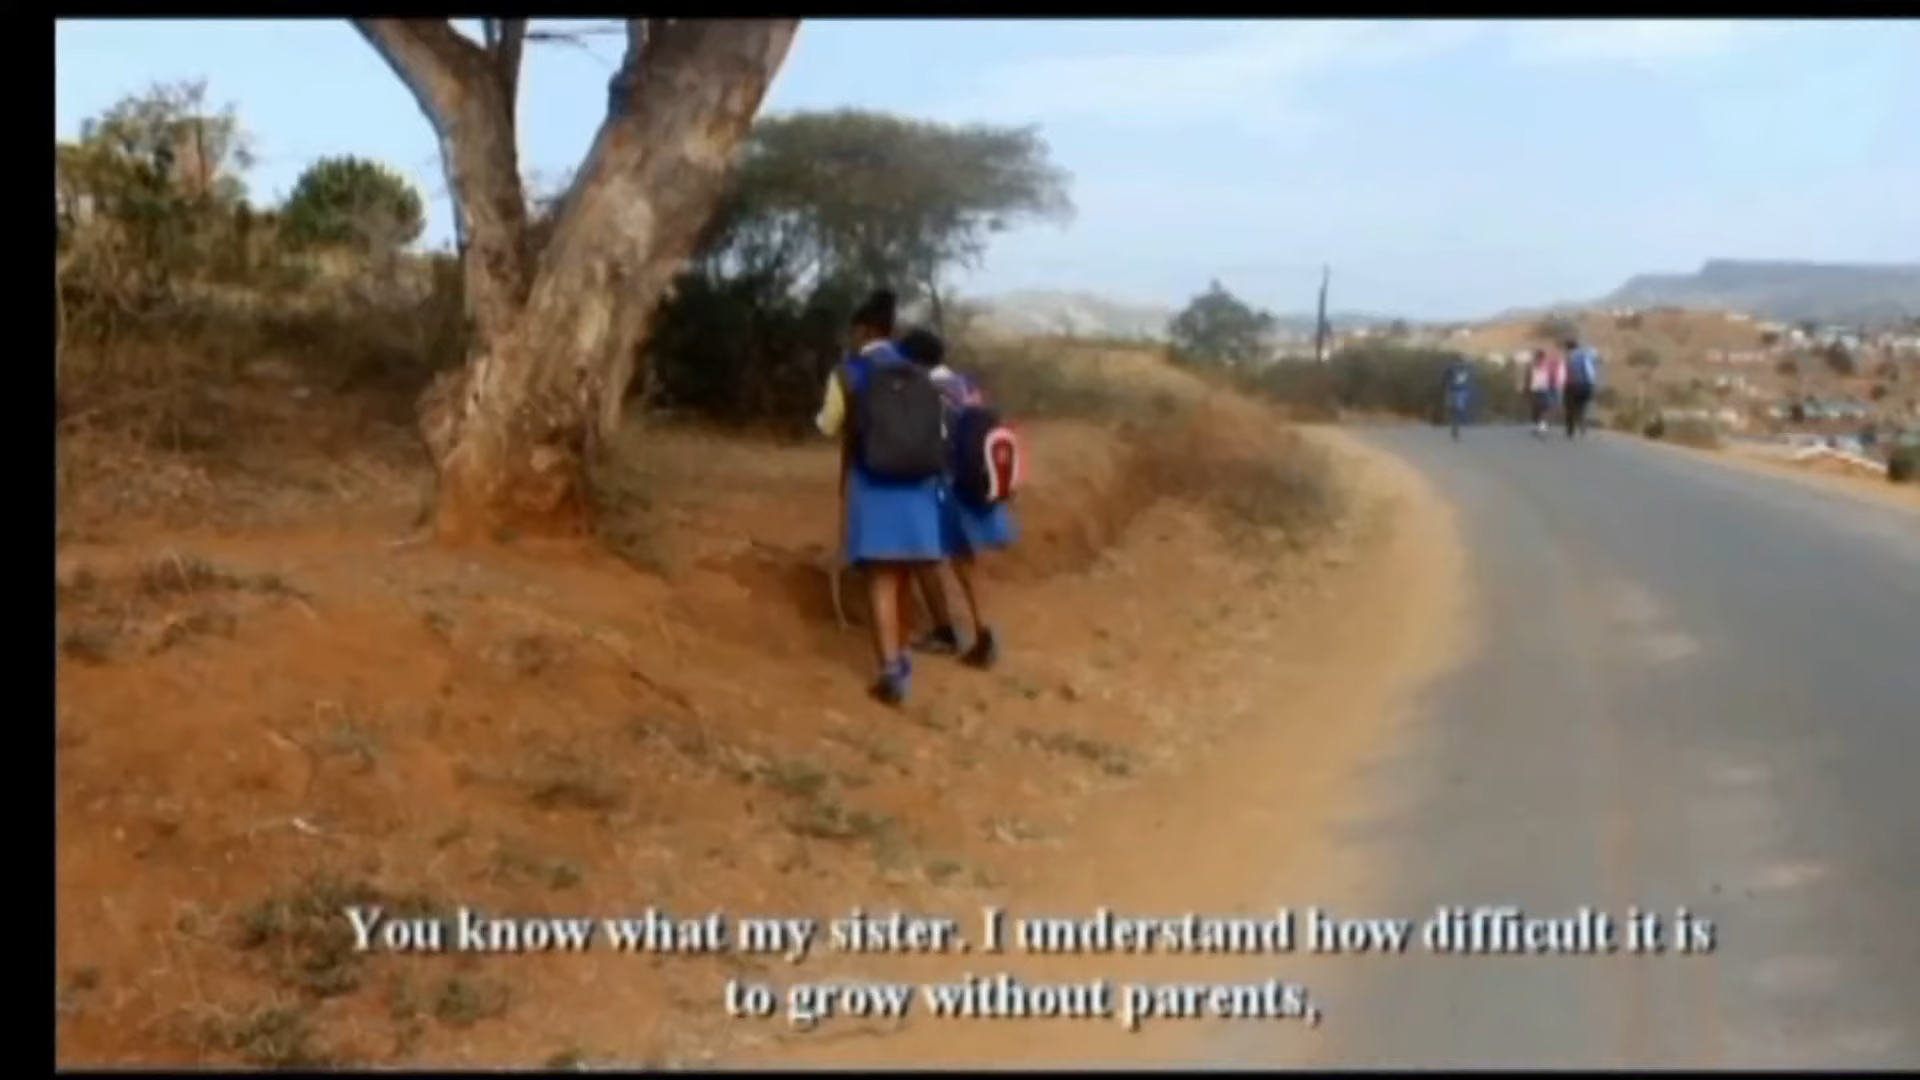 You know what my sister. I understand how difficult it is
to grow without parents,